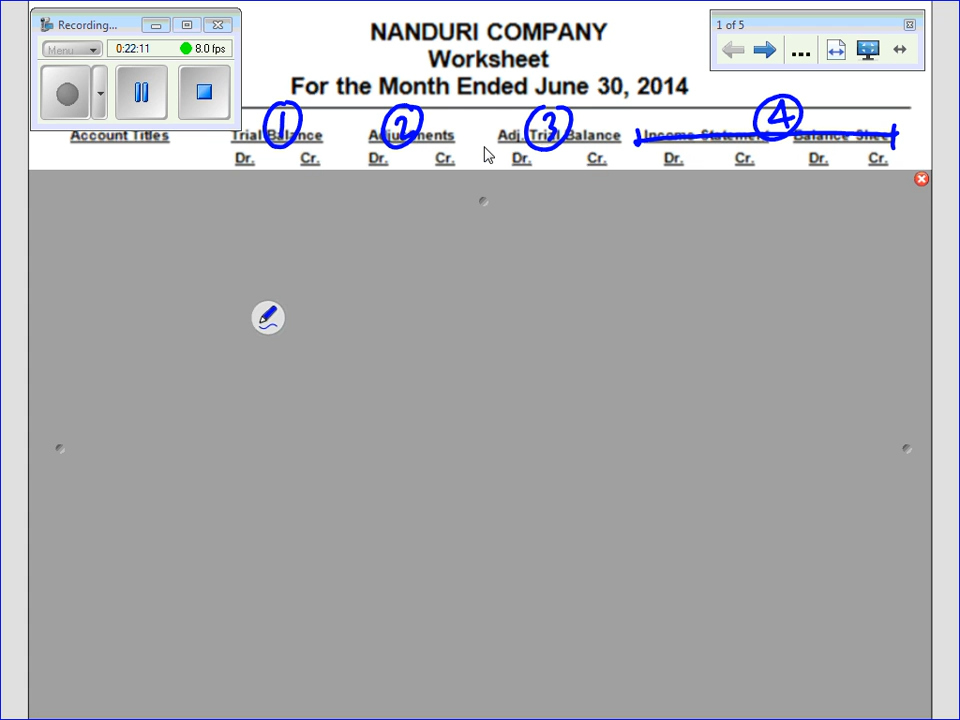 Recording...
Menu
0:22:11
8.0 fps
1 of 5
...
NANDURI COMPANY
Worksheet
For the Month Ended June 30, 2014
1 2 3 4
Account Titles Trial Balance Adjustments Adj. Trial Balance Income Statement Balance Sheet
Dr. Cr. Dr. Cr. Dr. Cr. Dr. Cr. Dr. Cr.